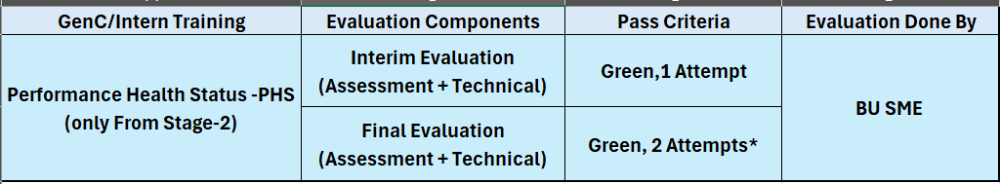 GenC/Intern Training
Evaluation Components
Pass Criteria
Evaluation Done By
Performance Health Status -PHS
(only From Stage-2)
Interim Evaluation
(Assessment + Technical)
Green,1 Attempt
Final Evaluation
(Assessment + Technical)
Green, 2 Attempts*
BU SME